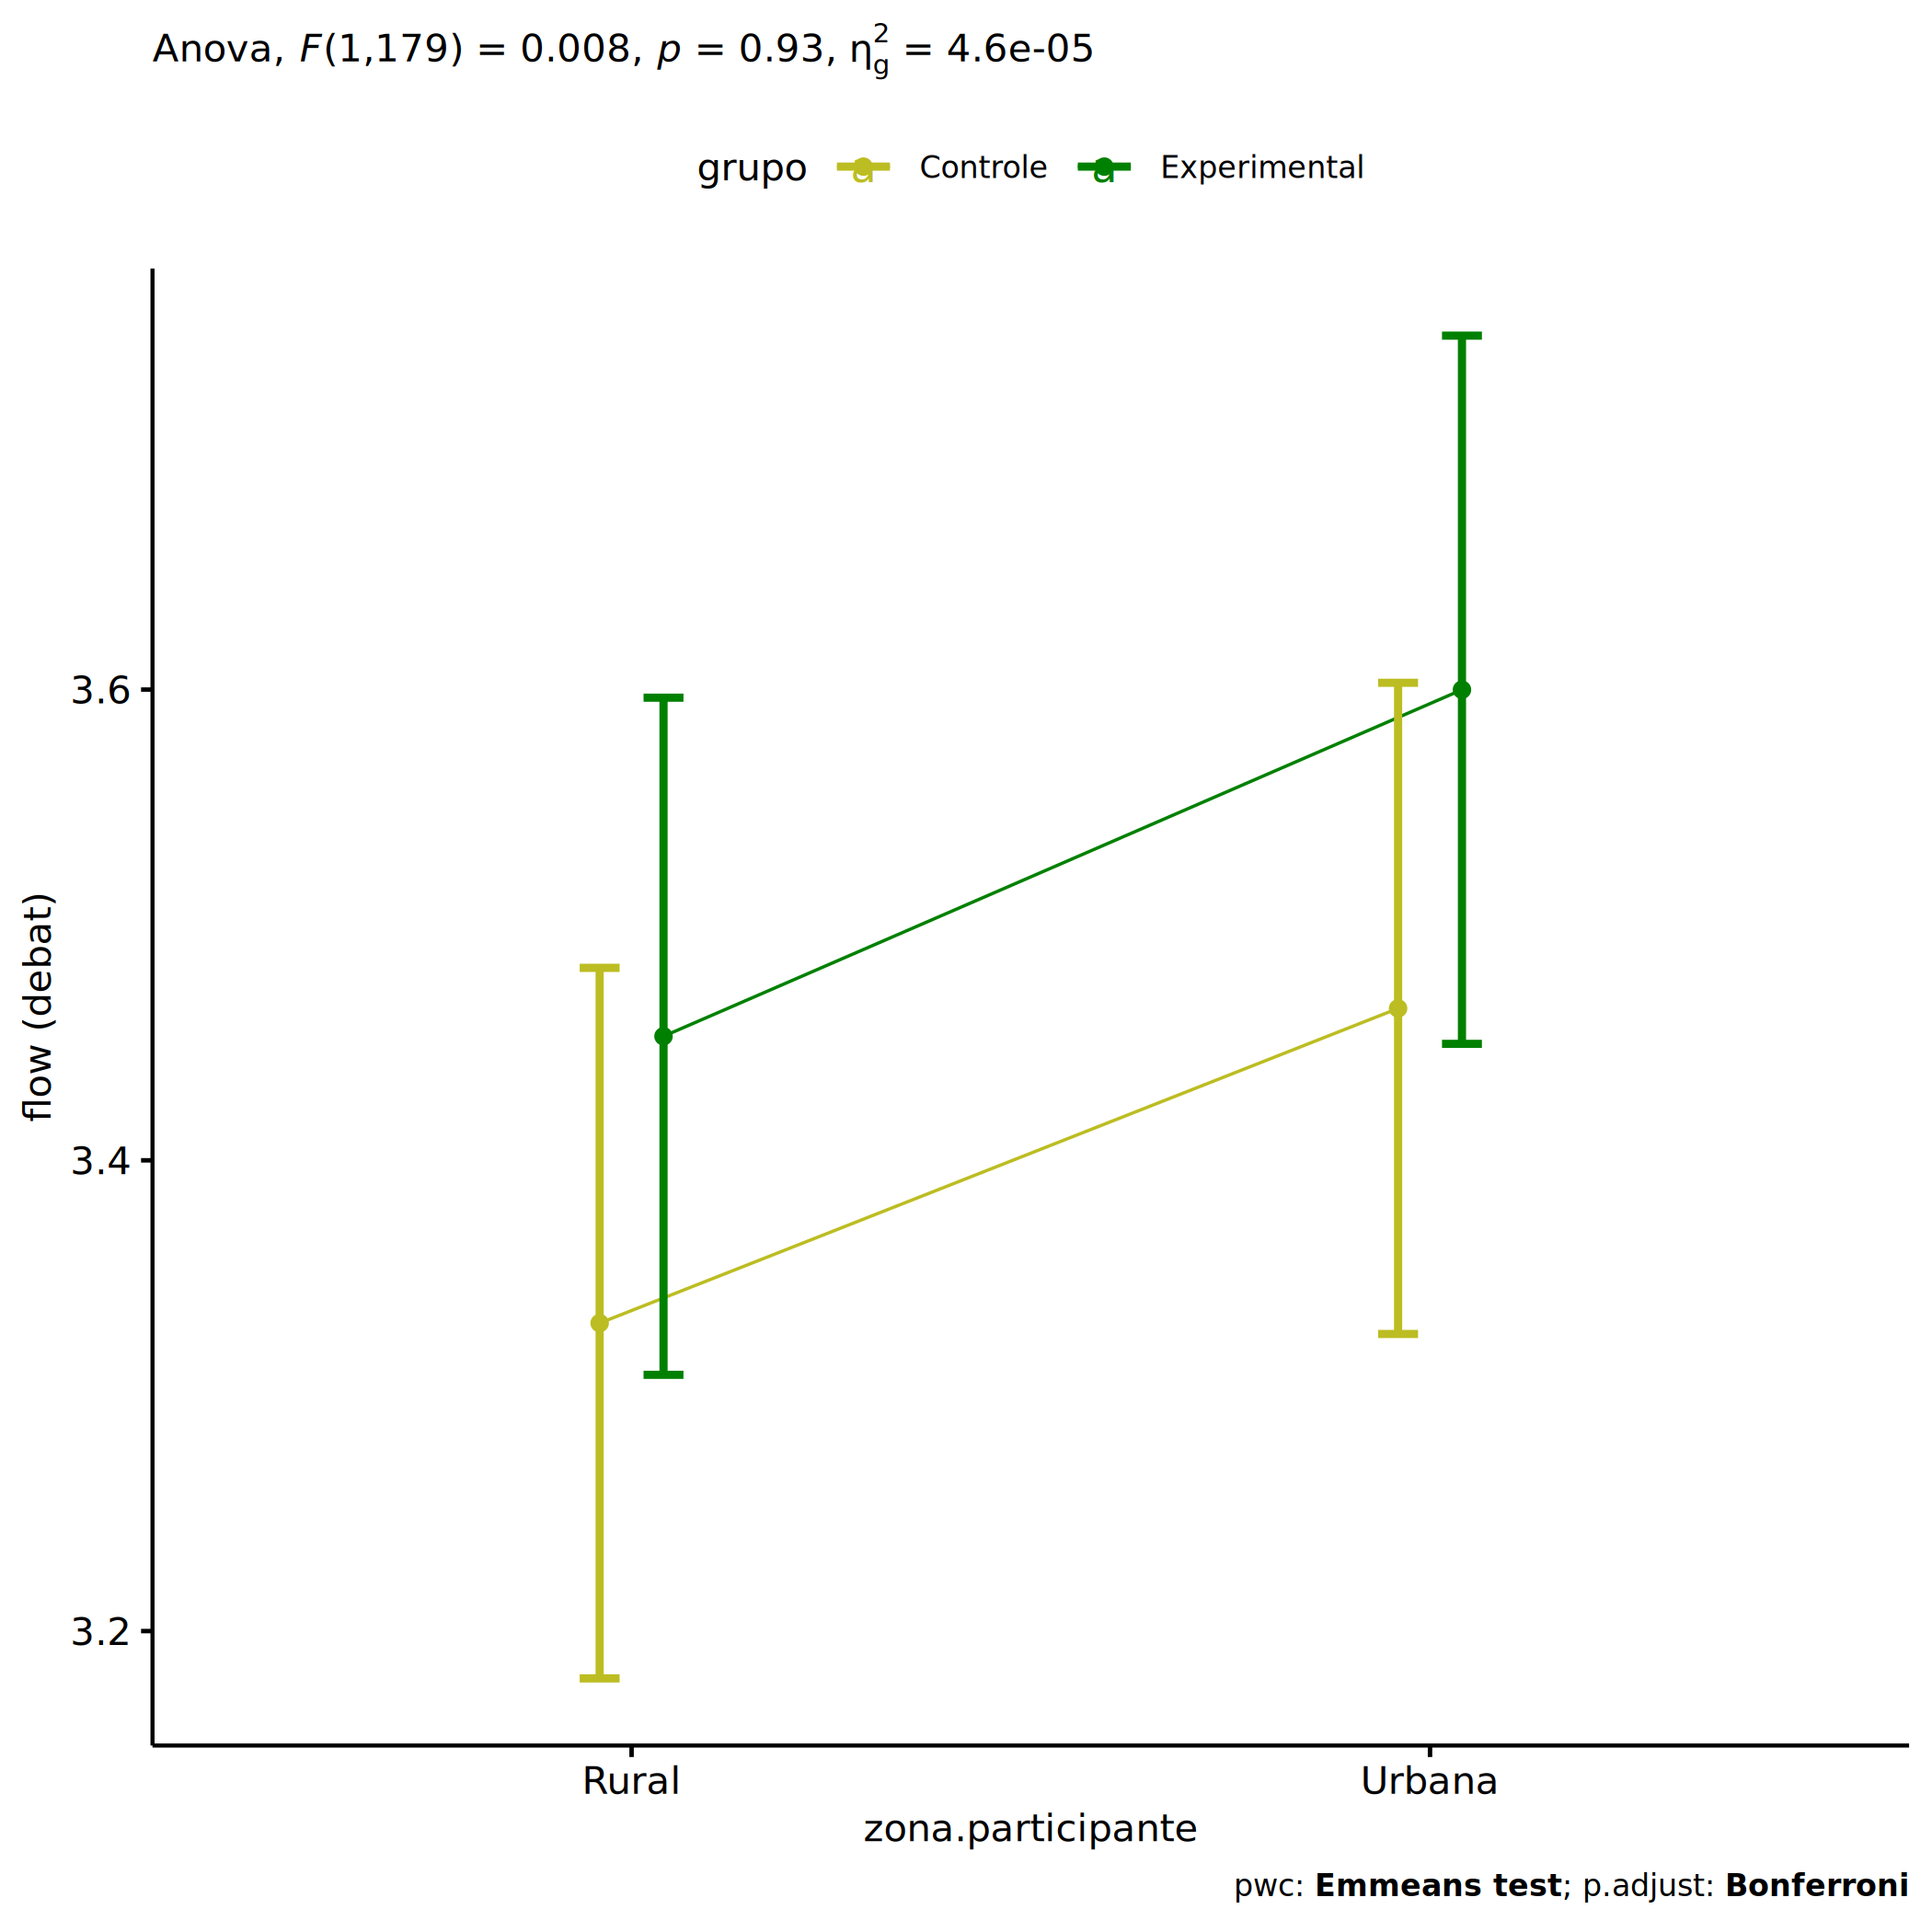 Anova, F(1,179) = 0.008, p = 0.93, η²g = 4.6e-05
grupo a Controle a Experimental
flow (debat)
3.6
3.4
3.2
Rural Urbana
zona.participante
pwc: Emmeans test; p.adjust: Bonferroni